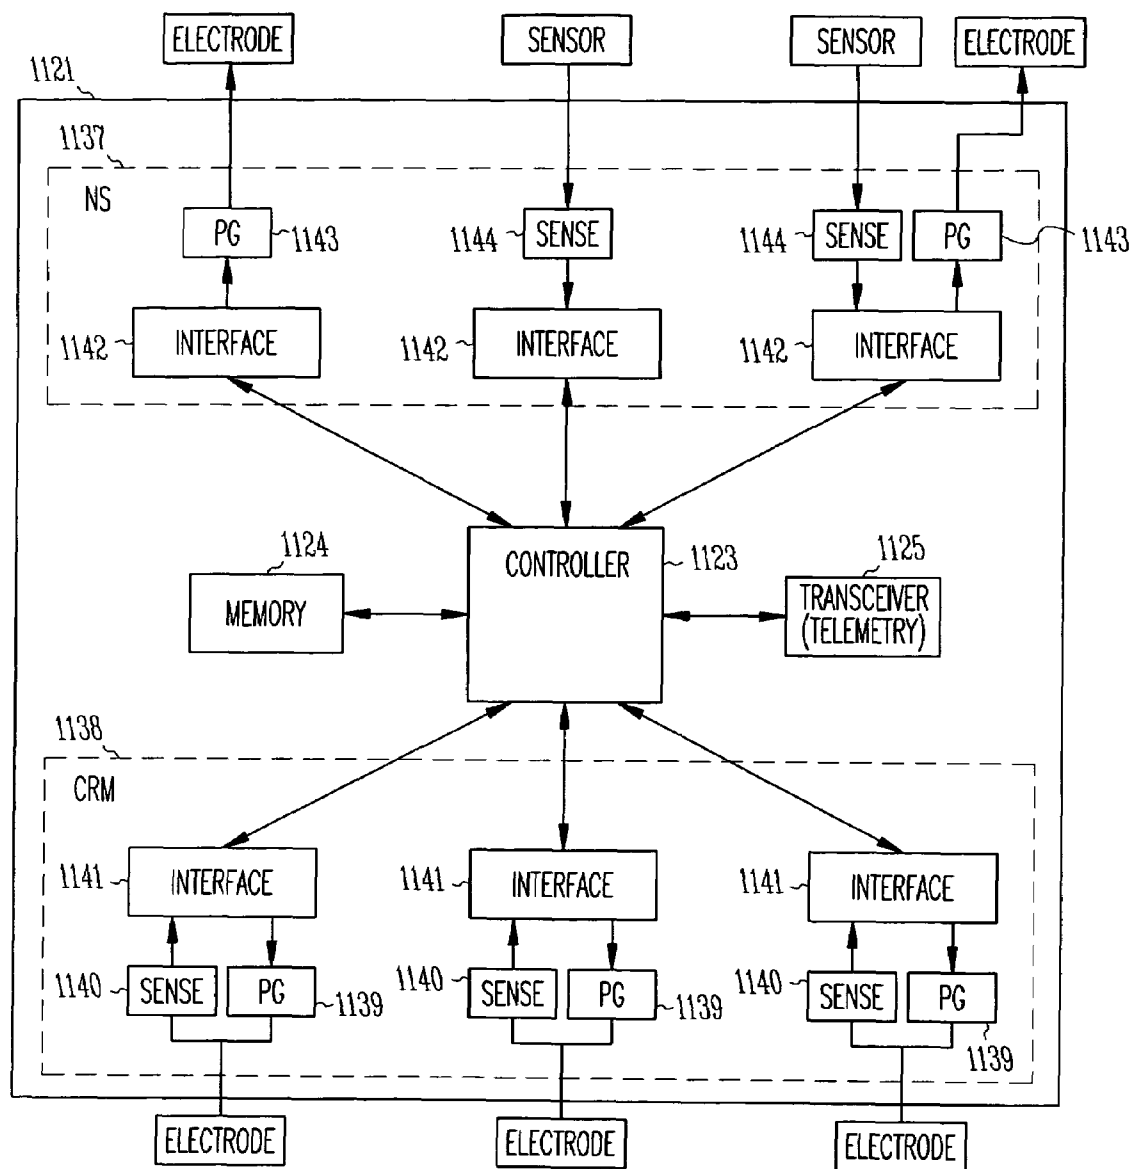 ELECTRODE
SENSOR
SENSOR
ELECTRODE
1121
1137
NS
PG
1143
1144
SENSE
1144
SENSE
PG
1143
1142
INTERFACE
1142
INTERFACE
1142
INTERFACE
1124
MEMORY
CONTROLLER
1123
1125
TRANSCEIVER
(TELEMETRY)
1138
CRM
1141
INTERFACE
1141
INTERFACE
1141
INTERFACE
1140
SENSE
PG
1139
1140
SENSE
PG
1139
1140
SENSE
PG
1139
ELECTRODE
ELECTRODE
ELECTRODE